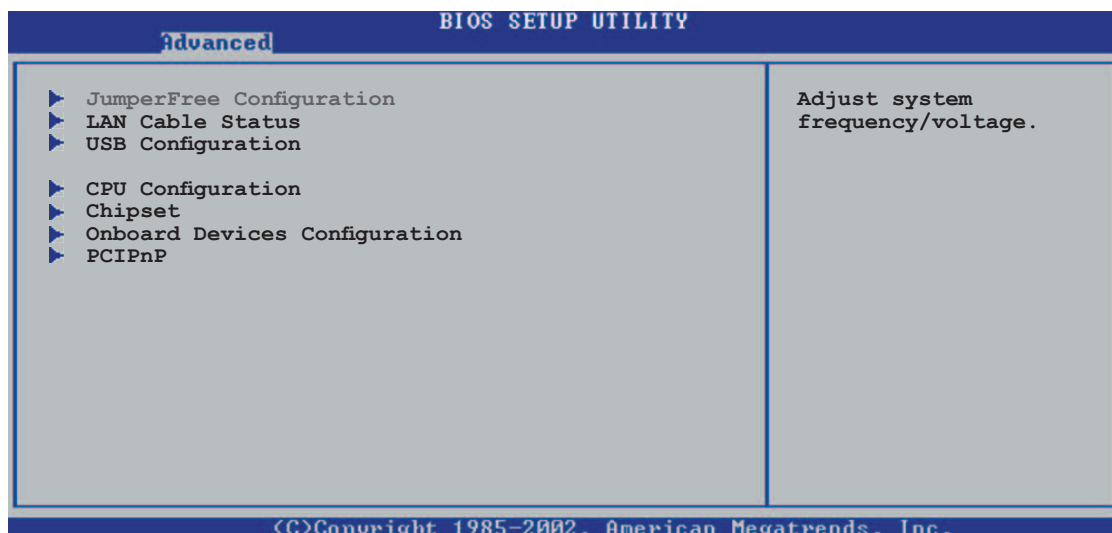 BIOS SETUP UTILITY
Advanced
JumperFree Configuration
LAN Cable Status
USB Configuration
CPU Configuration
Chipset
Onboard Devices Configuration
PCIPnP
Adjust system
frequency/voltage.
(C)Copyright 1985-2002, American Megatrends, Inc.